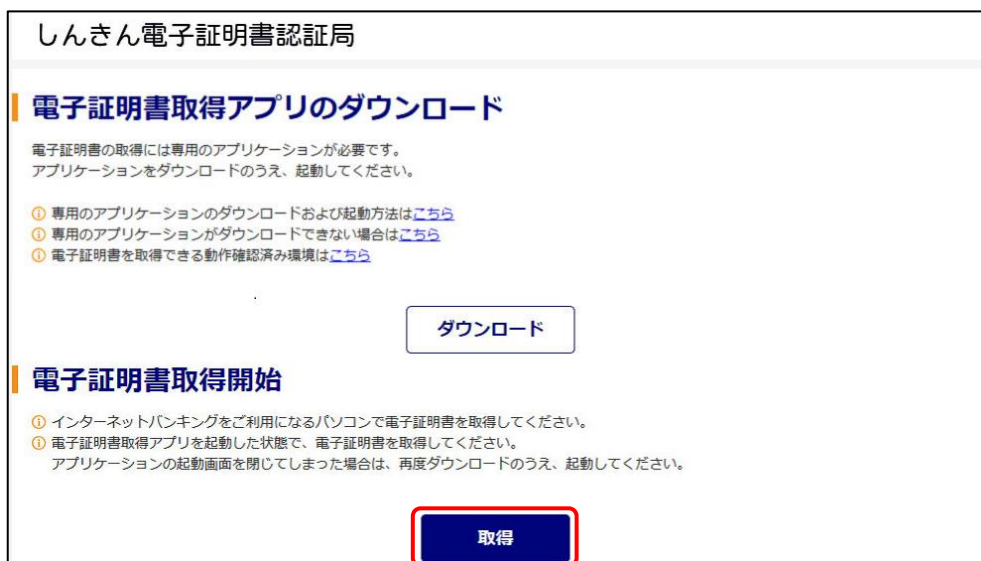 しんきん電子証明書認証局
電子証明書取得アプリのダウンロード
電子証明書の取得には専用のアプリケーションが必要です。
アプリケーションをダウンロードのうえ、起動してください。
専用のアプリケーションのダウンロードおよび起動方法はこちら
専用のアプリケーションがダウンロードできない場合はこちら
電子証明書を取得できる動作確認済み環境はこちら
ダウンロード
電子証明書取得開始
インターネットバンキングをご利用になるパソコンで電子証明書を取得してください。
電子証明書取得アプリを起動した状態で、電子証明書を取得してください。
アプリケーションの起動画面を閉じてしまった場合は、再度ダウンロードのうえ、起動してください。
取得